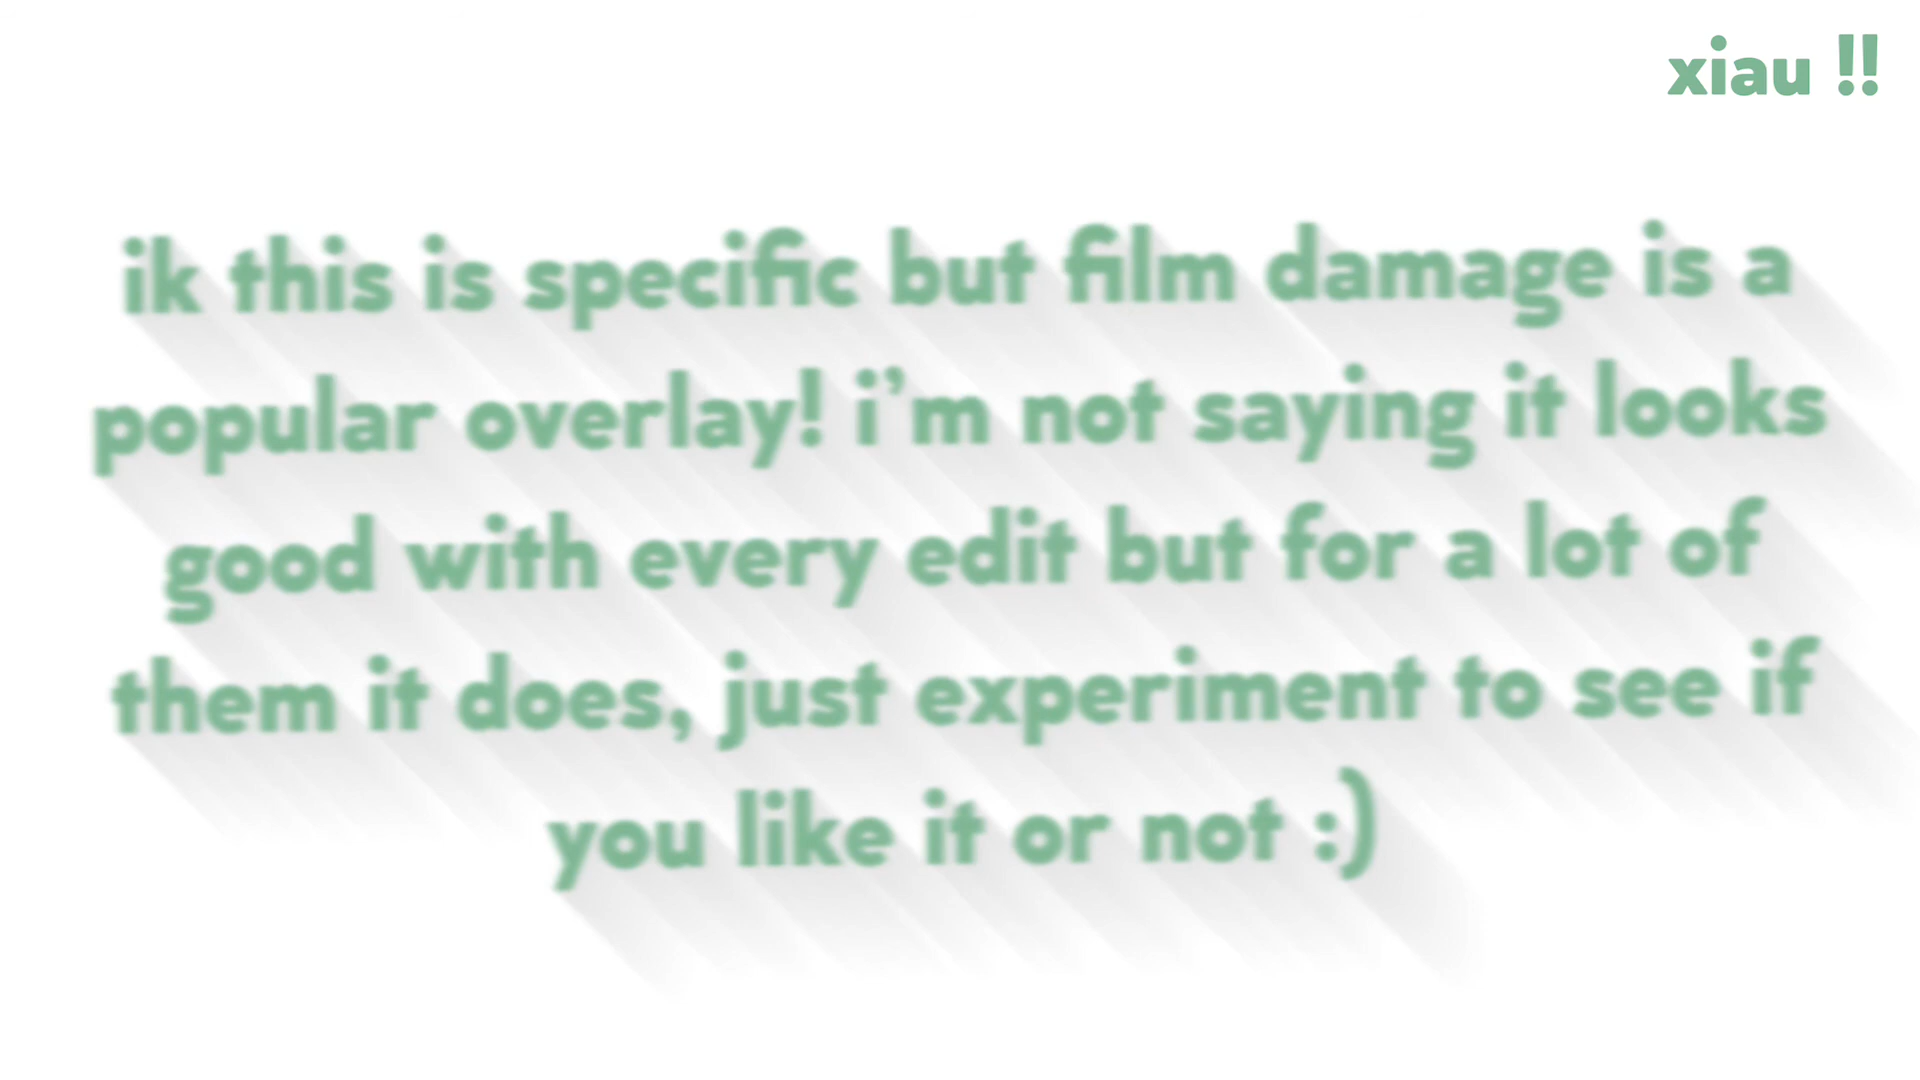 xiau !!
ik this is specific but film damage is a
popular overlay! i'm not saying it looks
good with every edit but for a lot of
them it does, just experiment to see if
you like it or not :)